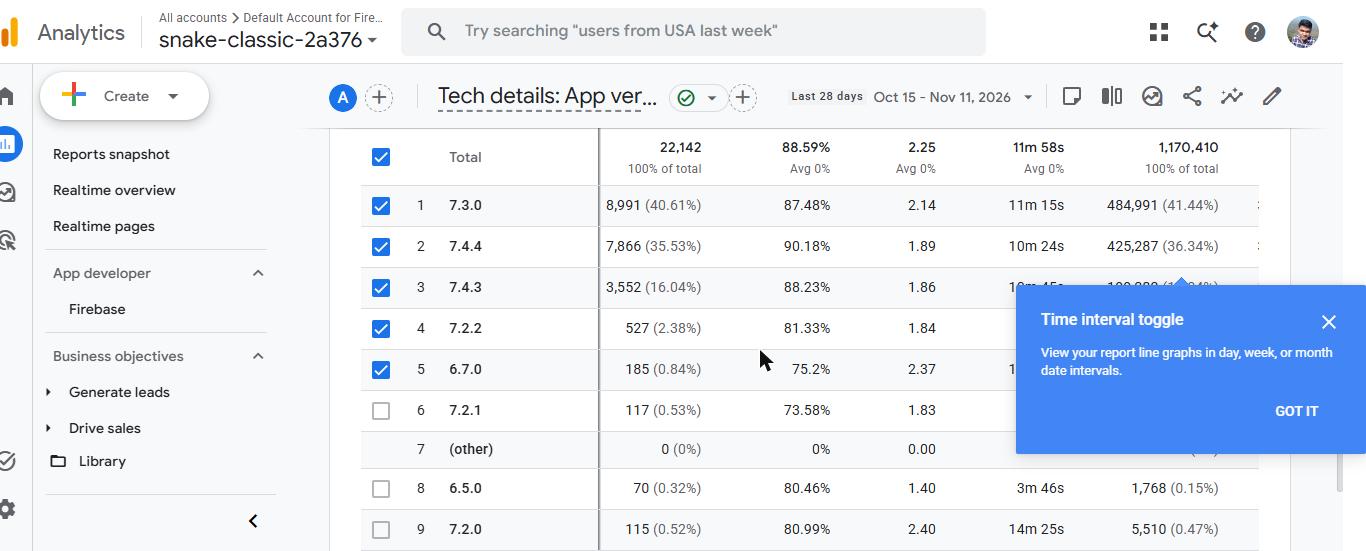 Analytics
All accounts > Default Account for Fire...
snake-classic-2a376
Try searching "users from USA last week"
Create
Reports snapshot
Realtime overview
Realtime pages
App developer
Firebase
Business objectives
Generate leads
Drive sales
Library
A
Tech details: App ver...
Last 28 days Oct 15 - Nov 11, 2026
Total 22,142 88.59% 2.25 11m 58s 1,170,410
100% of total Avg 0% Avg 0% Avg 0% 100% of total
1 7.3.0 8,991 (40.61%) 87.48% 2.14 11m 15s 484,991 (41.44%)
2 7.4.4 7,866 (35.53%) 90.18% 1.89 10m 24s 425,287 (36.34%)
3 7.4.3 3,552 (16.04%) 88.23% 1.86
4 7.2.2 527 (2.38%) 81.33% 1.84
5 6.7.0 185 (0.84%) 75.2% 2.37
6 7.2.1 117 (0.53%) 73.58% 1.83
7 (other) 0 (0%) 0% 0.00
8 6.5.0 70 (0.32%) 80.46% 1.40 3m 46s 1,768 (0.15%)
9 7.2.0 115 (0.52%) 80.99% 2.40 14m 25s 5,510 (0.47%)
Time interval toggle
View your report line graphs in day, week, or month
date intervals.
GOT IT